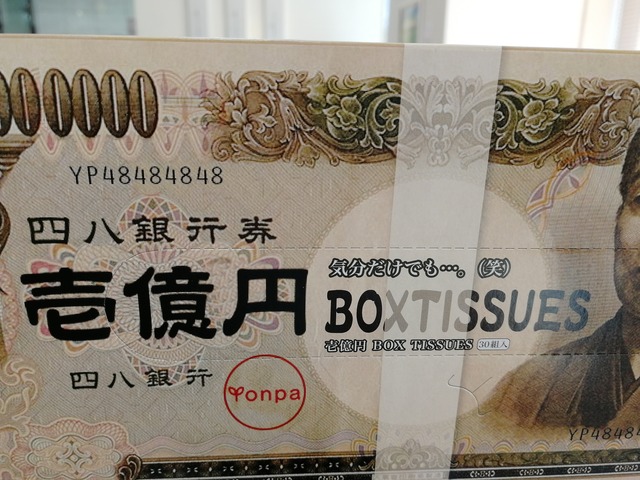 000000
YP48484848
四八銀行券
壱億円
気分だけでも…。(笑)
BOXTISSUES
壱億円 BOX TISSUES 30組入
四八銀行
Yonpa
YP4848